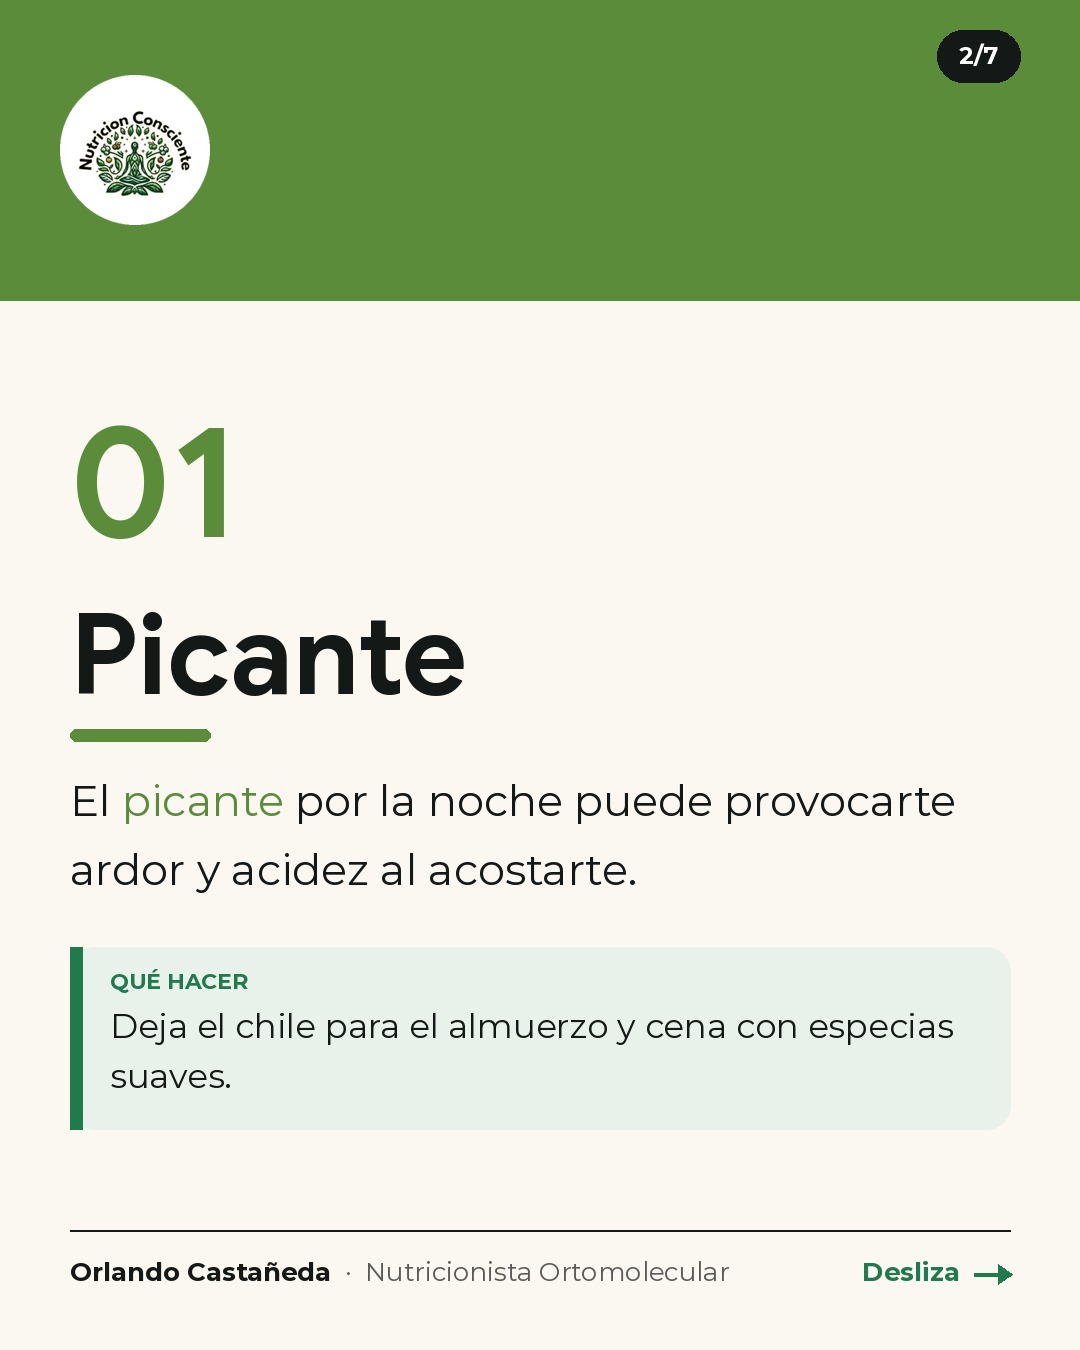 2/7
Nutricion Consciente
01
Picante
El picante por la noche puede provocarte
ardor y acidez al acostarte.
QUÉ HACER
Deja el chile para el almuerzo y cena con especias
suaves.
Orlando Castañeda · Nutricionista Ortomolecular
Desliza